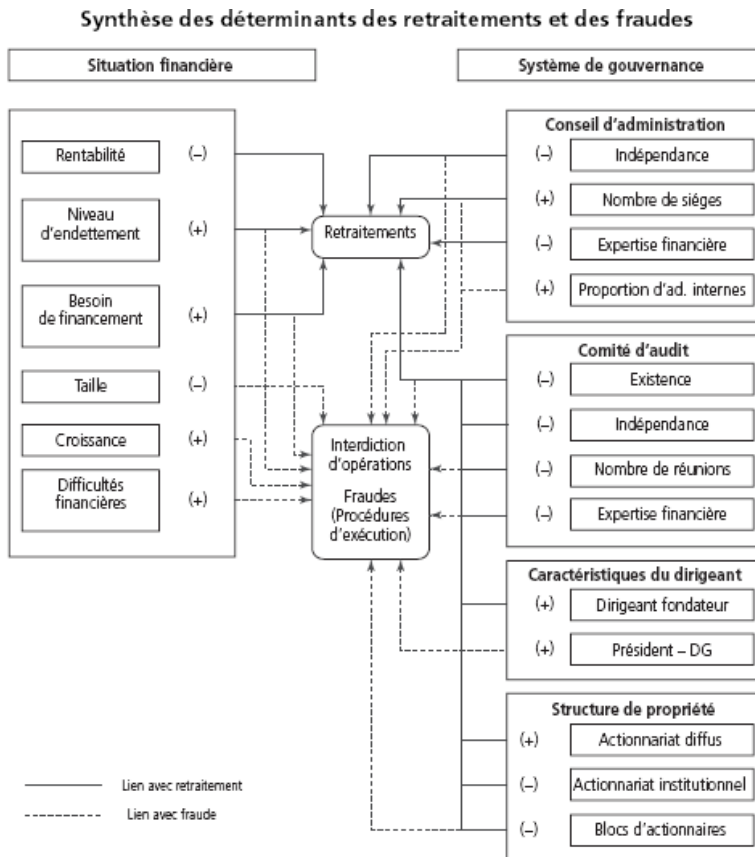 Synthèse des déterminants des retraitements et des fraudes
Situation financière
Rentabilité
(–)
Niveau
d'endettement
(+)
Besoin
de financement
(+)
Taille
(–)
Croissance
(+)
Difficultés
financières
(+)
Retraitements
Interdiction
d'opérations
Fraudes
(Procédures
d'exécution)
Système de gouvernance
Conseil d'administration
(–) Indépendance
(+) Nombre de siéges
(–) Expertise financière
(+) Proportion d'ad. internes
Comité d'audit
(–) Existence
(–) Indépendance
(–) Nombre de réunions
(–) Expertise financière
Caractéristiques du dirigeant
(+) Dirigeant fondateur
(+) Président – DG
Structure de propriété
(+) Actionnariat diffus
(–) Actionnariat institutionnel
(–) Blocs d'actionnaires
Lien avec retraitement
Lien avec fraude